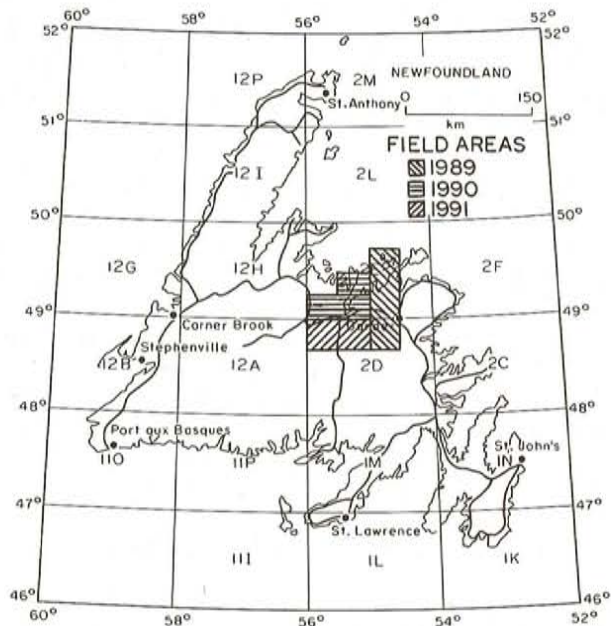 60° 58° 56° 54° 52°
52° 52°
12P 2M NEWFOUNDLAND
St. Anthony 0 150
51° km 51°
FIELD AREAS
1989
12I 2L 1990
1991
50° 50°
12G 12H 2F
49° 49°
Corner Brook
Stephenville
12B 12A 2D 2C
48° 48°
Port aux Basques St. John's
11O 11P 1M 1N
47° 47°
St. Lawrence
11I 1L 1K
46° 46°
60° 58° 56° 54° 52°